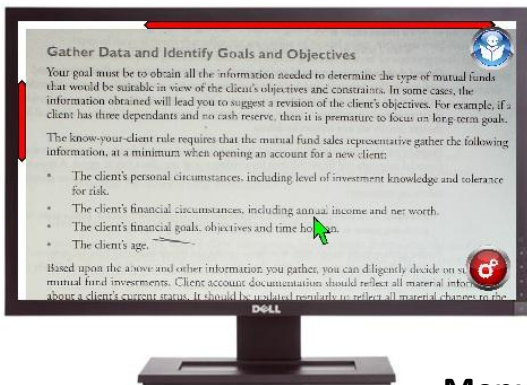 Gather Data and Identify Goals and Objectives
Your goal must be to obtain all the information needed to determine the type of mutual funds
that would be suitable in view of the client's objectives and constraints. In some cases, the
information obtained will lead you to suggest a revision of the client's objectives. For example, if a
client has three dependants and no cash reserve, then it is premature to focus on long-term goals.
The know-your-client rule requires that the mutual fund sales representative gather the following
information, at a minimum when opening an account for a new client:
• The client's personal circumstances, including level of investment knowledge and tolerance
for risk.
• The client's financial circumstances, including annual income and net worth.
• The client's financial goals, objectives and time
• The client's age.
Based upon the above and other information you gather, you can diligently decide on
mutual fund investments. Client account documentation should reflect all material
about a client's current status. It should be updated regularly to reflect all material changes to the
DELL